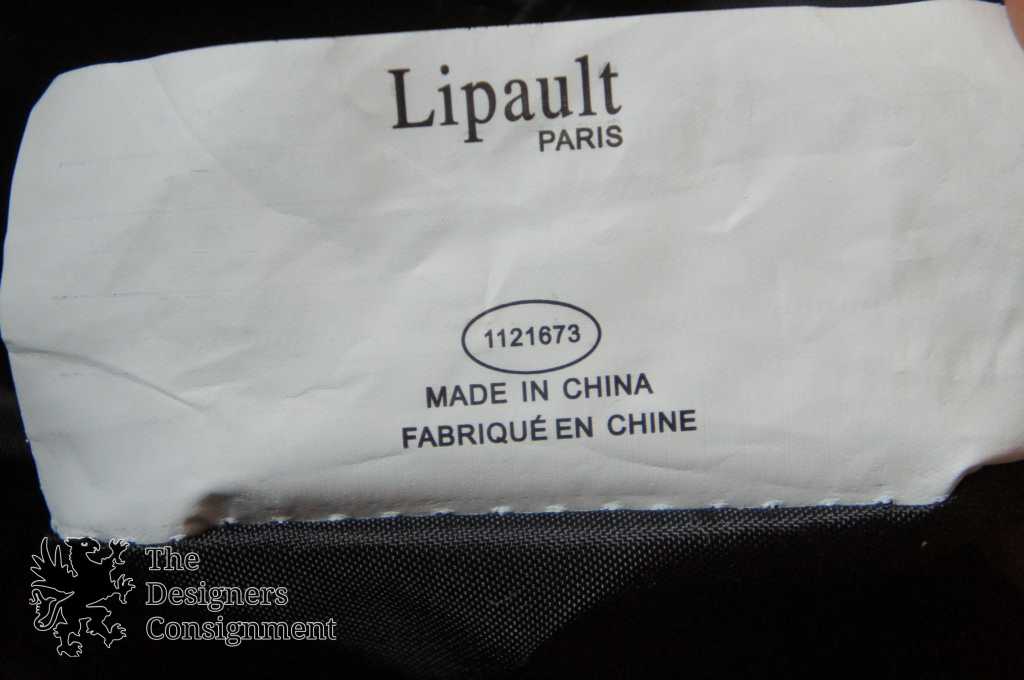 Lipault
PARIS
1121673
MADE IN CHINA
FABRIQUÉ EN CHINE
The
Designers
Consignment